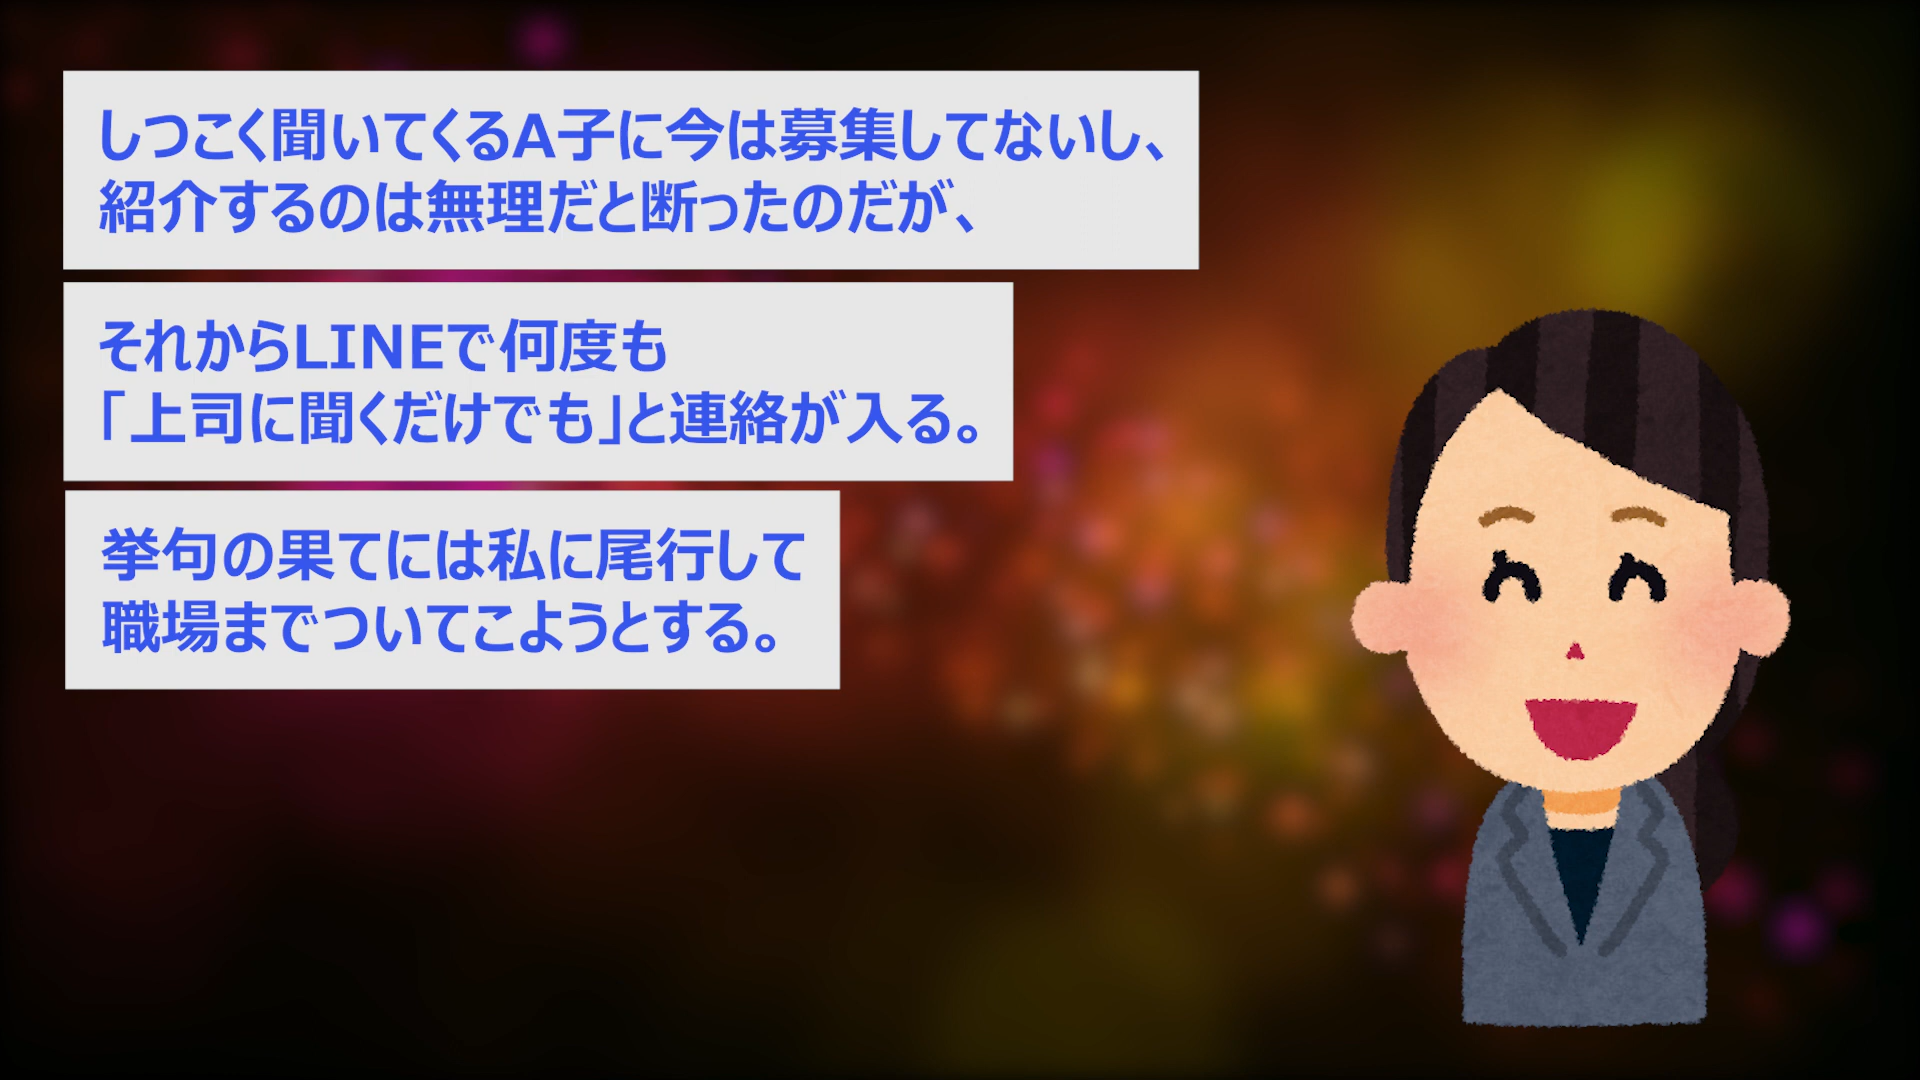 しつこく聞いてくるA子に今は募集してないし、
紹介するのは無理だと断ったのだが、
それからLINEで何度も
「上司に聞くだけでも」と連絡が入る。
挙句の果てには私に尾行して
職場までついてこようとする。